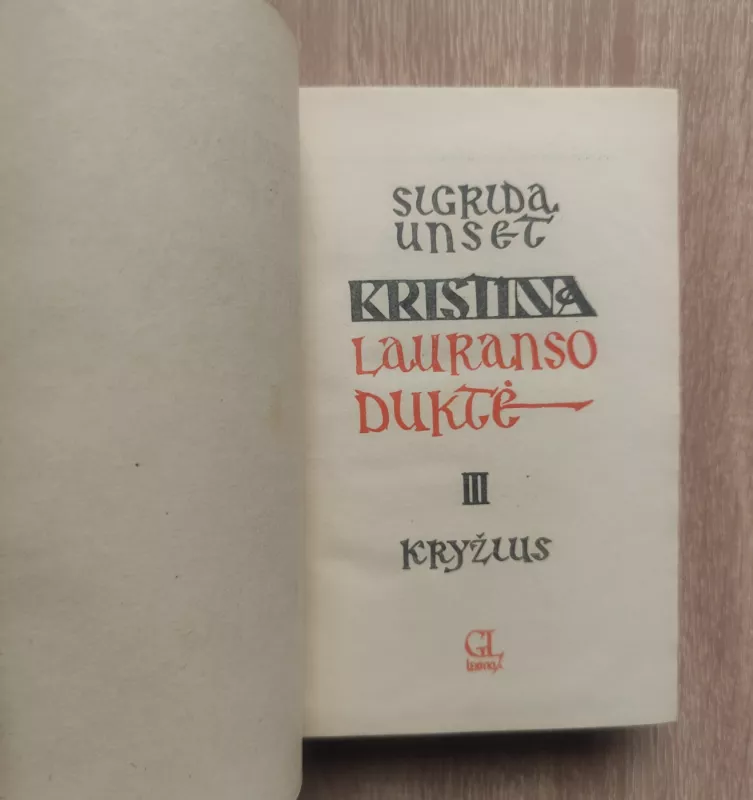 SIGRIDA
UNSET
KRISTINA
LAURANSO
DUKTĖ
III
KRYŽIUS
GL